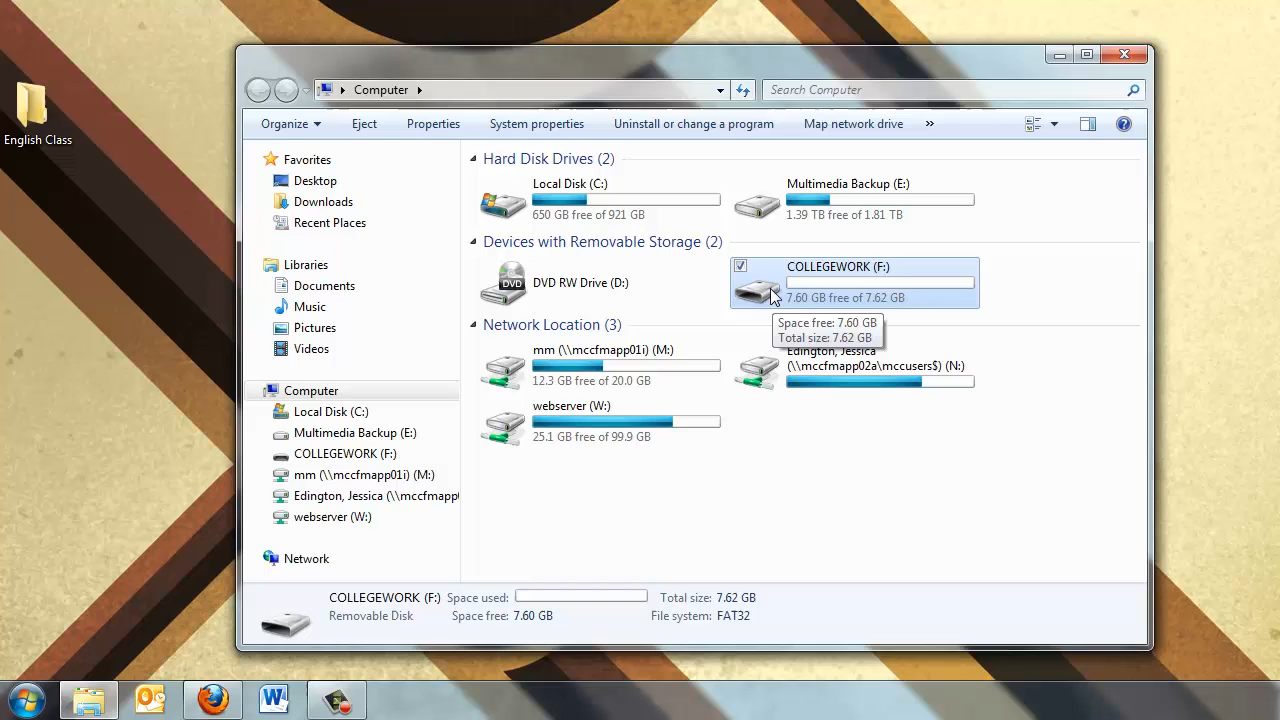 English Class
Computer
Search Computer
Organize
Eject
Properties
System properties
Uninstall or change a program
Map network drive
»
Favorites
Desktop
Downloads
Recent Places
Libraries
Documents
Music
Pictures
Videos
Computer
Local Disk (C:)
Multimedia Backup (E:)
COLLEGEWORK (F:)
mm (\\mccfmapp01i) (M:)
Edington, Jessica (\\mccfmapp
webserver (W:)
Network
Hard Disk Drives (2)
Local Disk (C:)
650 GB free of 921 GB
Multimedia Backup (E:)
1.39 TB free of 1.81 TB
Devices with Removable Storage (2)
DVD
DVD RW Drive (D:)
COLLEGEWORK (F:)
7.60 GB free of 7.62 GB
Space free: 7.60 GB
Total size: 7.62 GB
Network Location (3)
mm (\\mccfmapp01i) (M:)
12.3 GB free of 20.0 GB
Edington, Jessica
(\\mccfmapp02a\mccusers$) (N:)
webserver (W:)
25.1 GB free of 99.9 GB
COLLEGEWORK (F:) Space used: Total size: 7.62 GB
Removable Disk Space free: 7.60 GB File system: FAT32